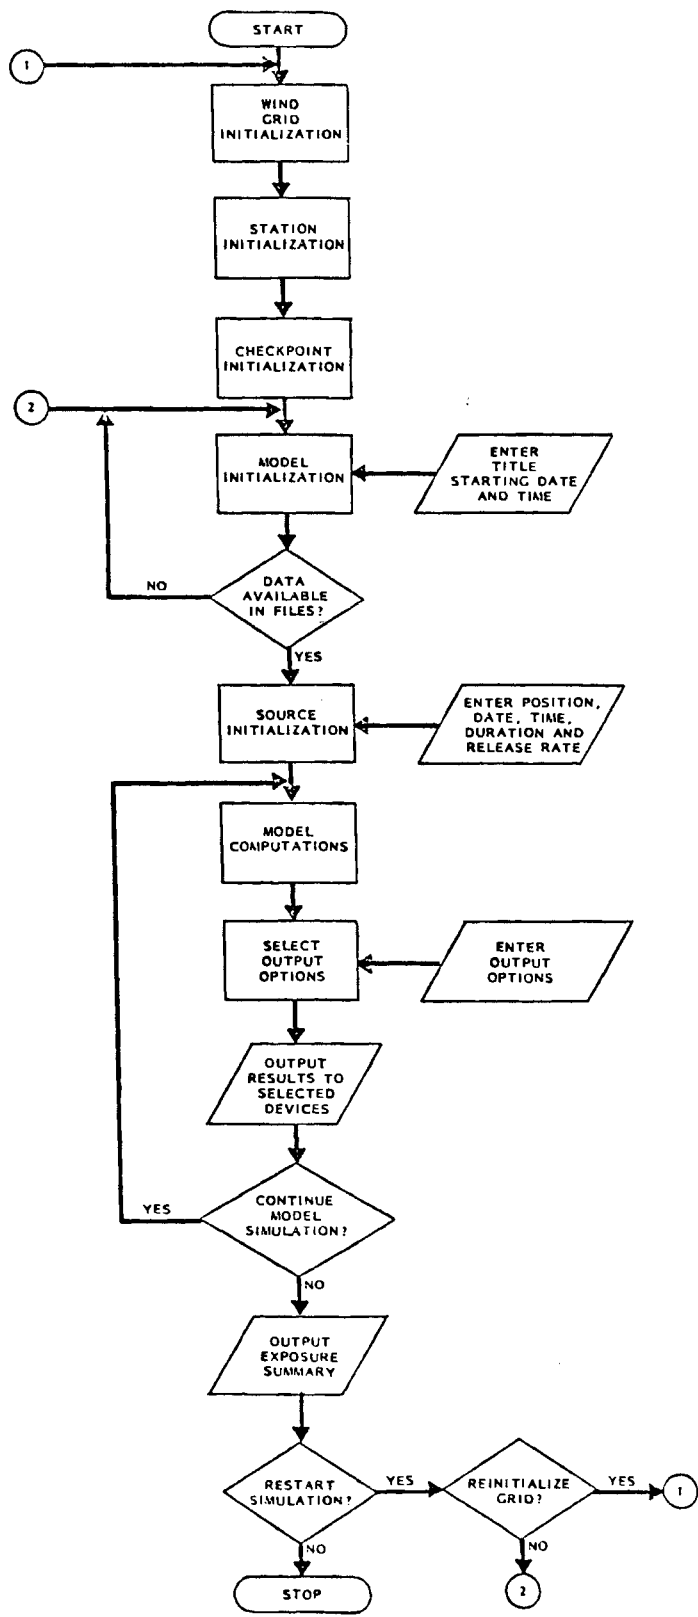 START
1
WIND
GRID
INITIALIZATION
STATION
INITIALIZATION
CHECKPOINT
INITIALIZATION
2
MODEL
INITIALIZATION
ENTER
TITLE
STARTING DATE
AND TIME
DATA
AVAILABLE
IN FILES?
NO
YES
SOURCE
INITIALIZATION
ENTER POSITION,
DATE, TIME,
DURATION AND
RELEASE RATE
MODEL
COMPUTATIONS
SELECT
OUTPUT
OPTIONS
ENTER
OUTPUT
OPTIONS
OUTPUT
RESULTS TO
SELECTED
DEVICES
CONTINUE
MODEL
SIMULATION?
YES
NO
OUTPUT
EXPOSURE
SUMMARY
RESTART
SIMULATION?
YES
REINITIALIZE
GRID?
YES
1
NO
NO
STOP
2